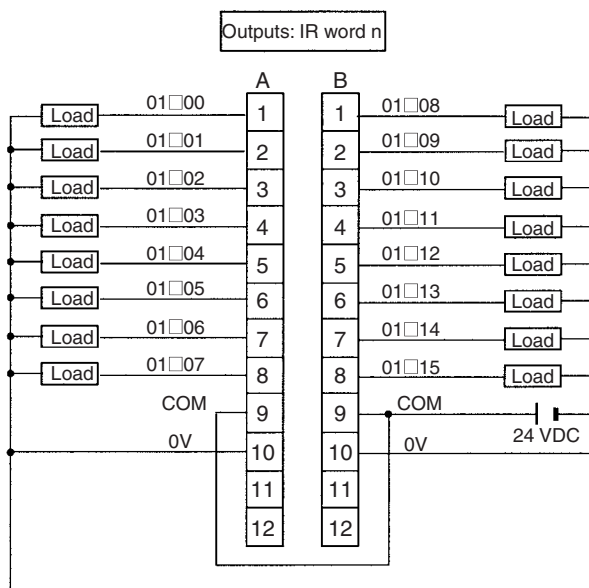 Outputs: IR word n
A B
Load 01□00 1 1 01□08 Load
Load 01□01 2 2 01□09 Load
Load 01□02 3 3 01□10 Load
Load 01□03 4 4 01□11 Load
Load 01□04 5 5 01□12 Load
Load 01□05 6 6 01□13 Load
Load 01□06 7 7 01□14 Load
Load 01□07 8 8 01□15 Load
COM 9 9 COM
24 VDC
0V 10 10 0V
11 11
12 12